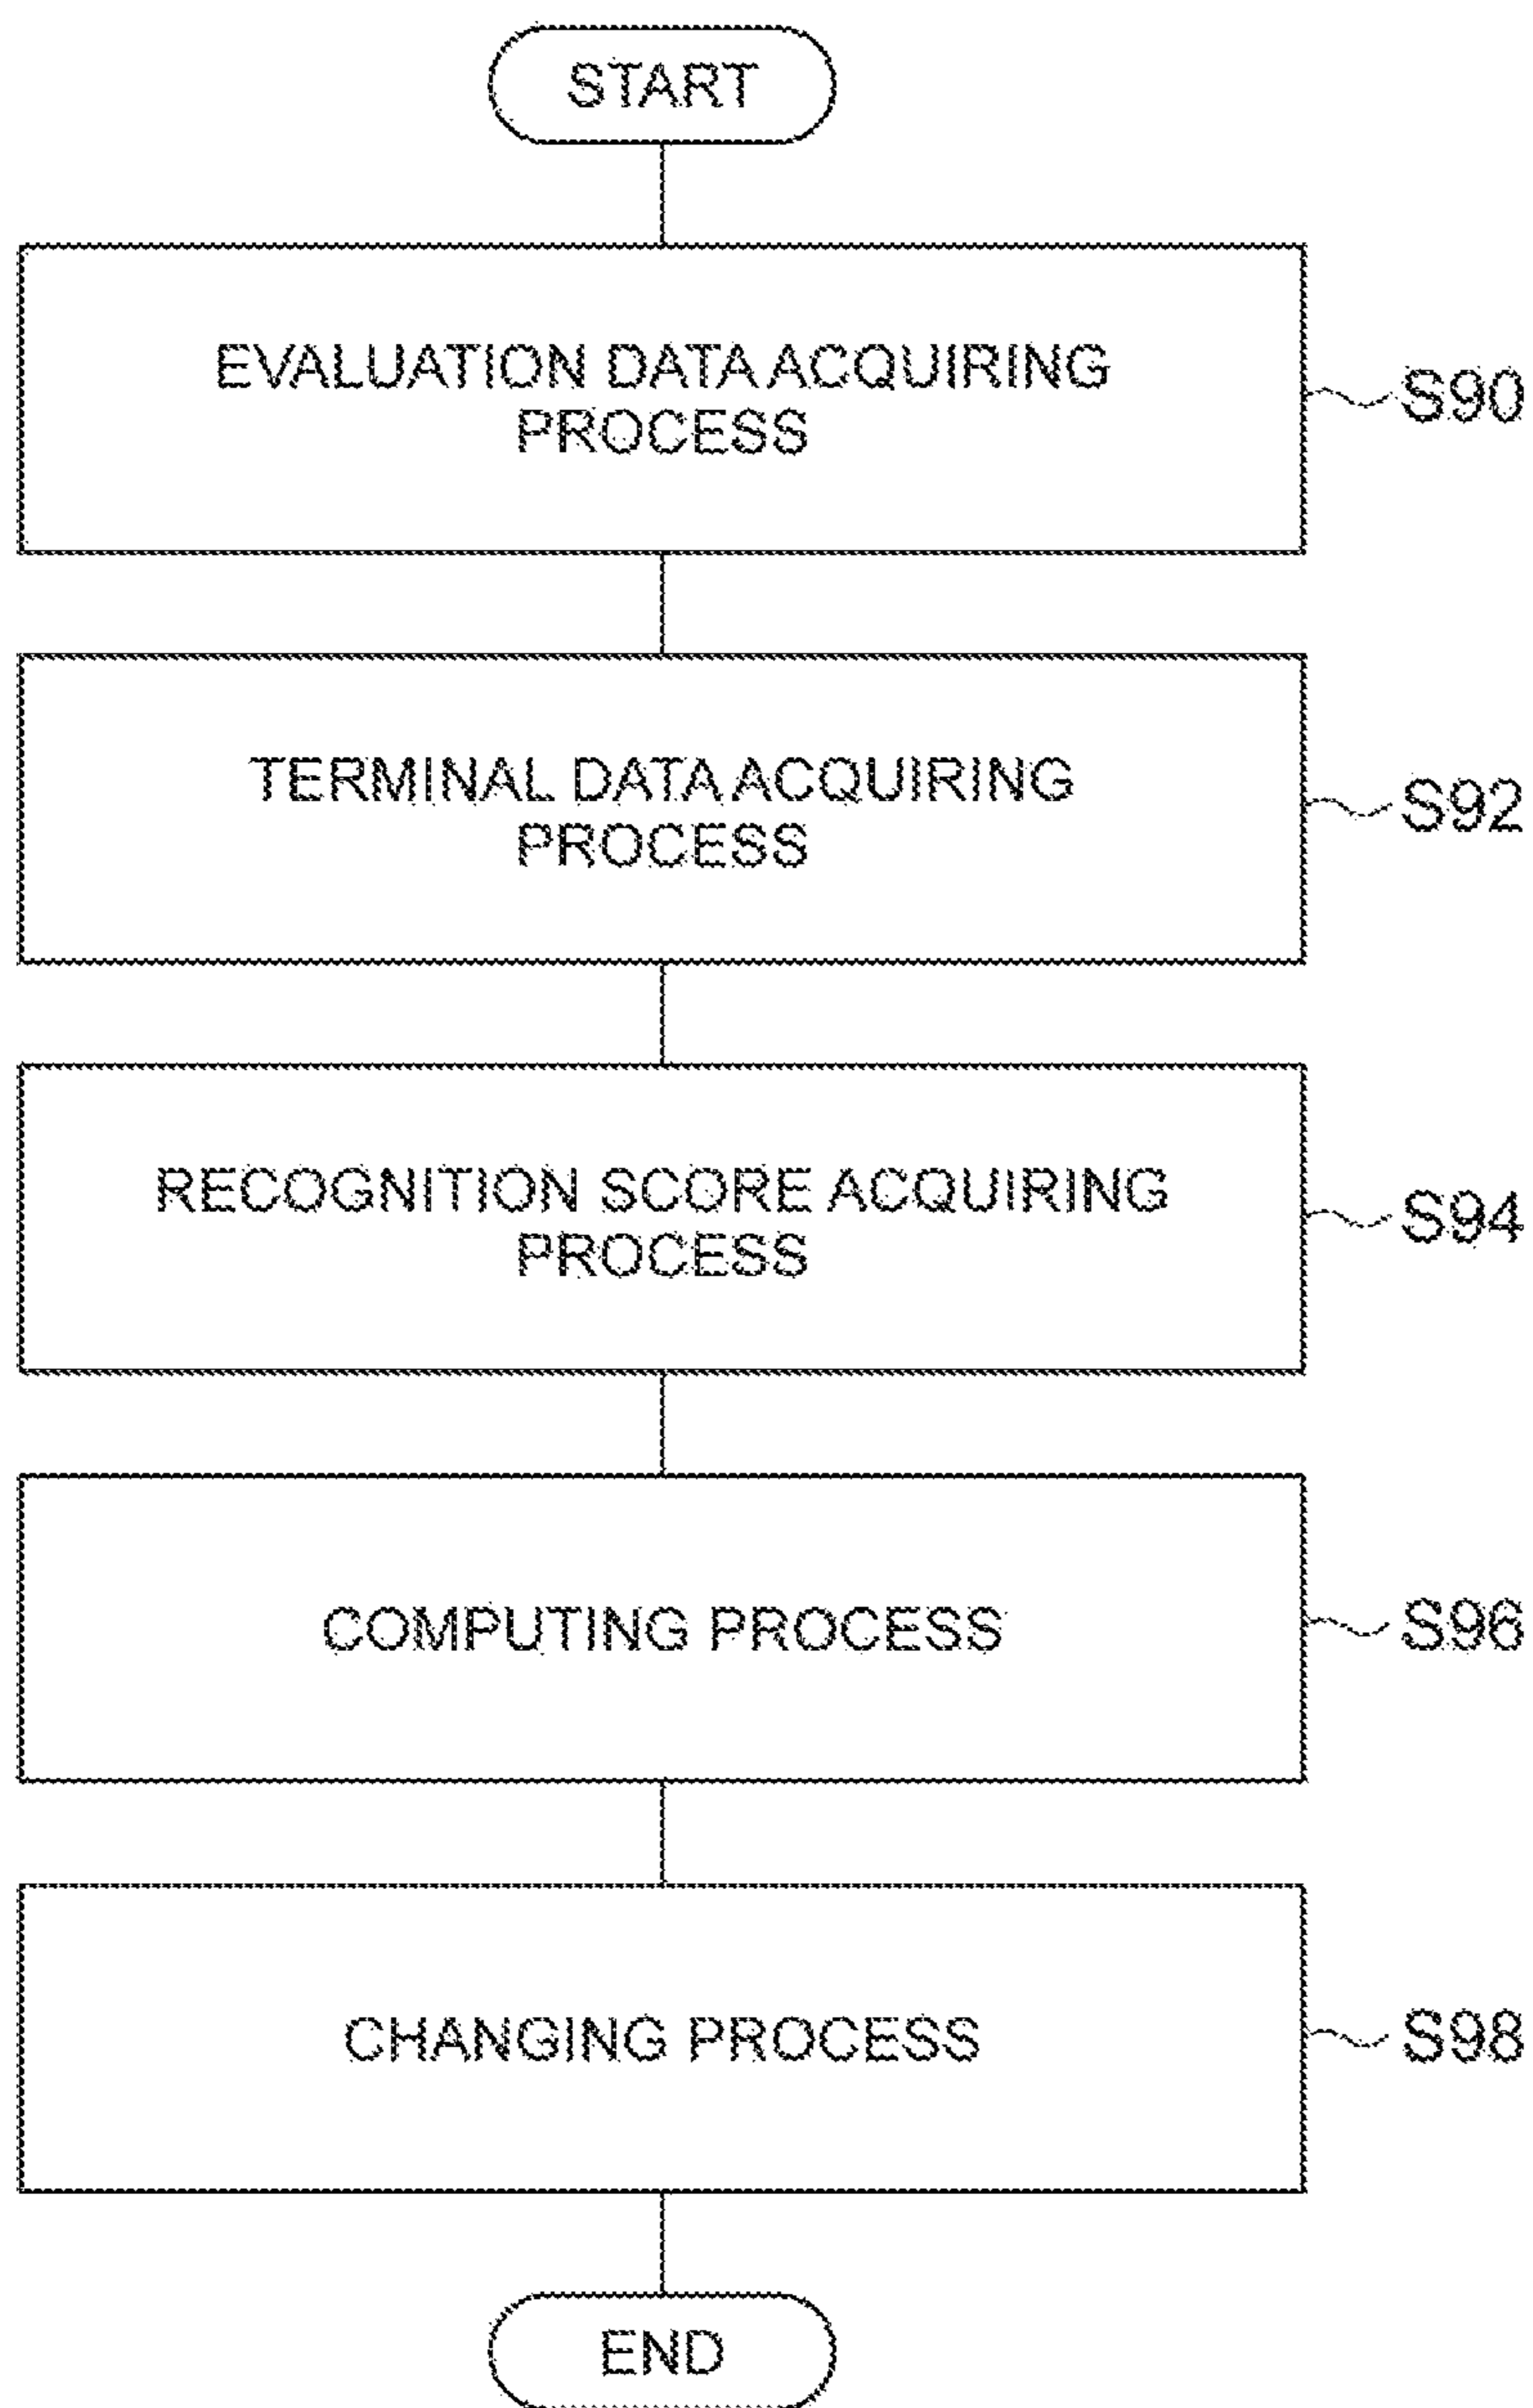 START
EVALUATION DATA ACQUIRING
PROCESS
S90
TERMINAL DATA ACQUIRING
PROCESS
S92
RECOGNITION SCORE ACQUIRING
PROCESS
S94
COMPUTING PROCESS
S96
CHANGING PROCESS
S98
END